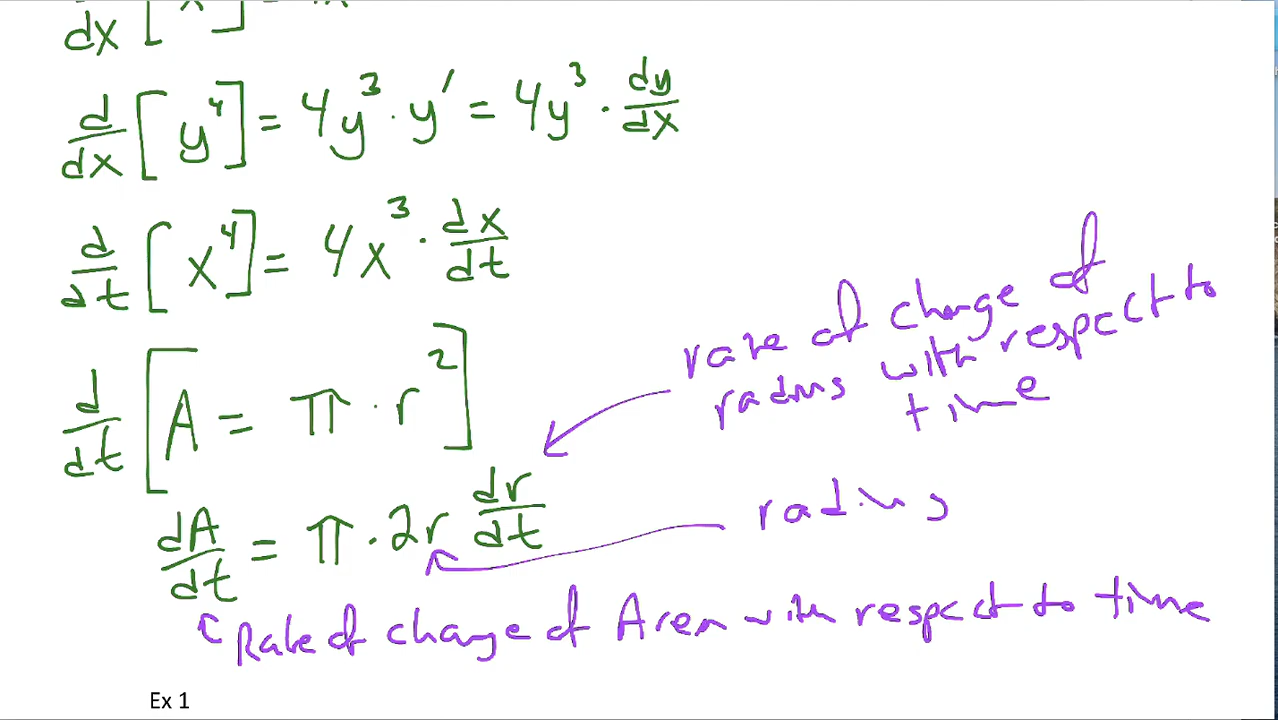 d/dx [y⁴] = 4y³ · y′ = 4y³ · dy/dx
d/dt [x⁴] = 4x³ · dx/dt
d/dt [A = π · r²]
dA/dt = π · 2r dr/dt
rate of change of
radius with respect to
time
radius
Rate of change of Area with respect to time
Ex 1